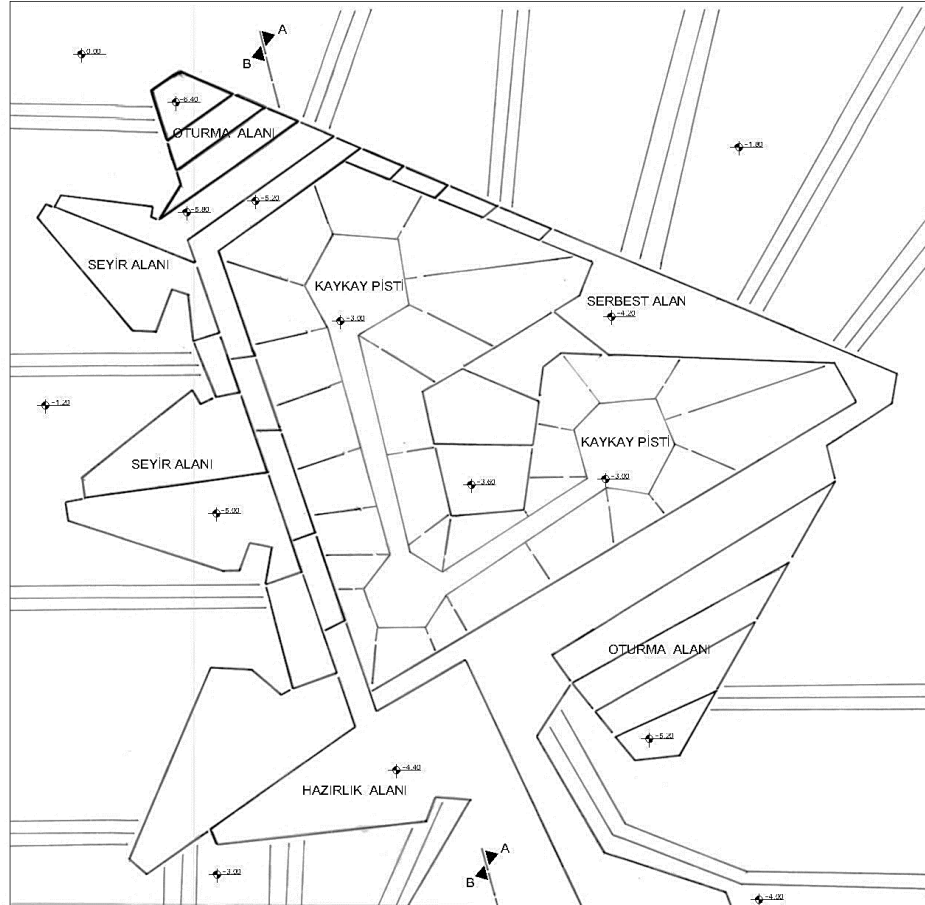 A
B
0.00
-6.40
OTURMA ALANI
-1.80
-5.20
-5.80
SEYİR ALANI
KAYKAY PİSTİ
SERBEST ALAN
-3.00
-4.20
-1.20
KAYKAY PİSTİ
SEYİR ALANI
-3.60
-3.00
-5.00
OTURMA ALANI
-5.20
-4.40
HAZIRLIK ALANI
A
B
-3.00
-4.00